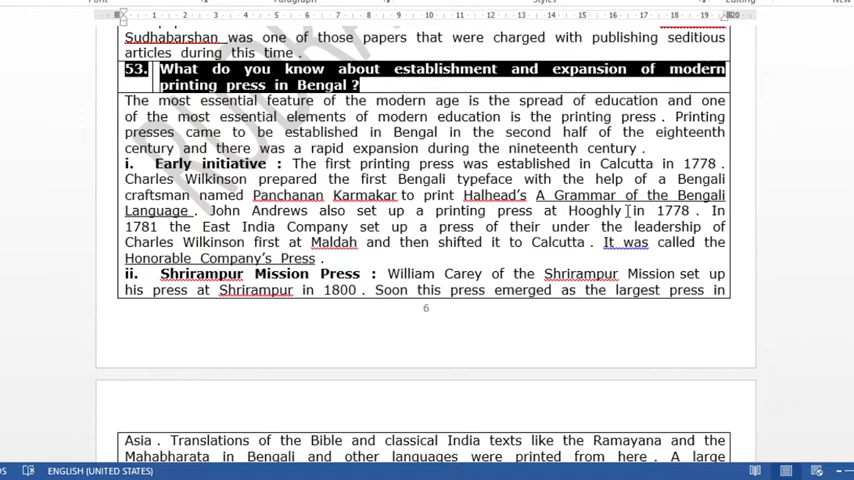 Sudhabarshan was one of those papers that were charged with publishing seditious
articles during this time .
53. What do you know about establishment and expansion of modern
printing press in Bengal ?
The most essential feature of the modern age is the spread of education and one
of the most essential elements of modern education is the printing press . Printing
presses came to be established in Bengal in the second half of the eighteenth
century and there was a rapid expansion during the nineteenth century .
i. Early initiative : The first printing press was established in Calcutta in 1778 .
Charles Wilkinson prepared the first Bengali typeface with the help of a Bengali
craftsman named Panchanan Karmakar to print Halhead's A Grammar of the Bengali
Language . John Andrews also set up a printing press at Hooghly in 1778 . In
1781 the East India Company set up a press of their under the leadership of
Charles Wilkinson first at Maldah and then shifted it to Calcutta . It was called the
Honorable Company's Press .
ii. Shrirampur Mission Press : William Carey of the Shrirampur Mission set up
his press at Shrirampur in 1800 . Soon this press emerged as the largest press in
6
Asia . Translations of the Bible and classical India texts like the Ramayana and the
Mahabharata in Bengali and other languages were printed from here . A large
ENGLISH (UNITED STATES)